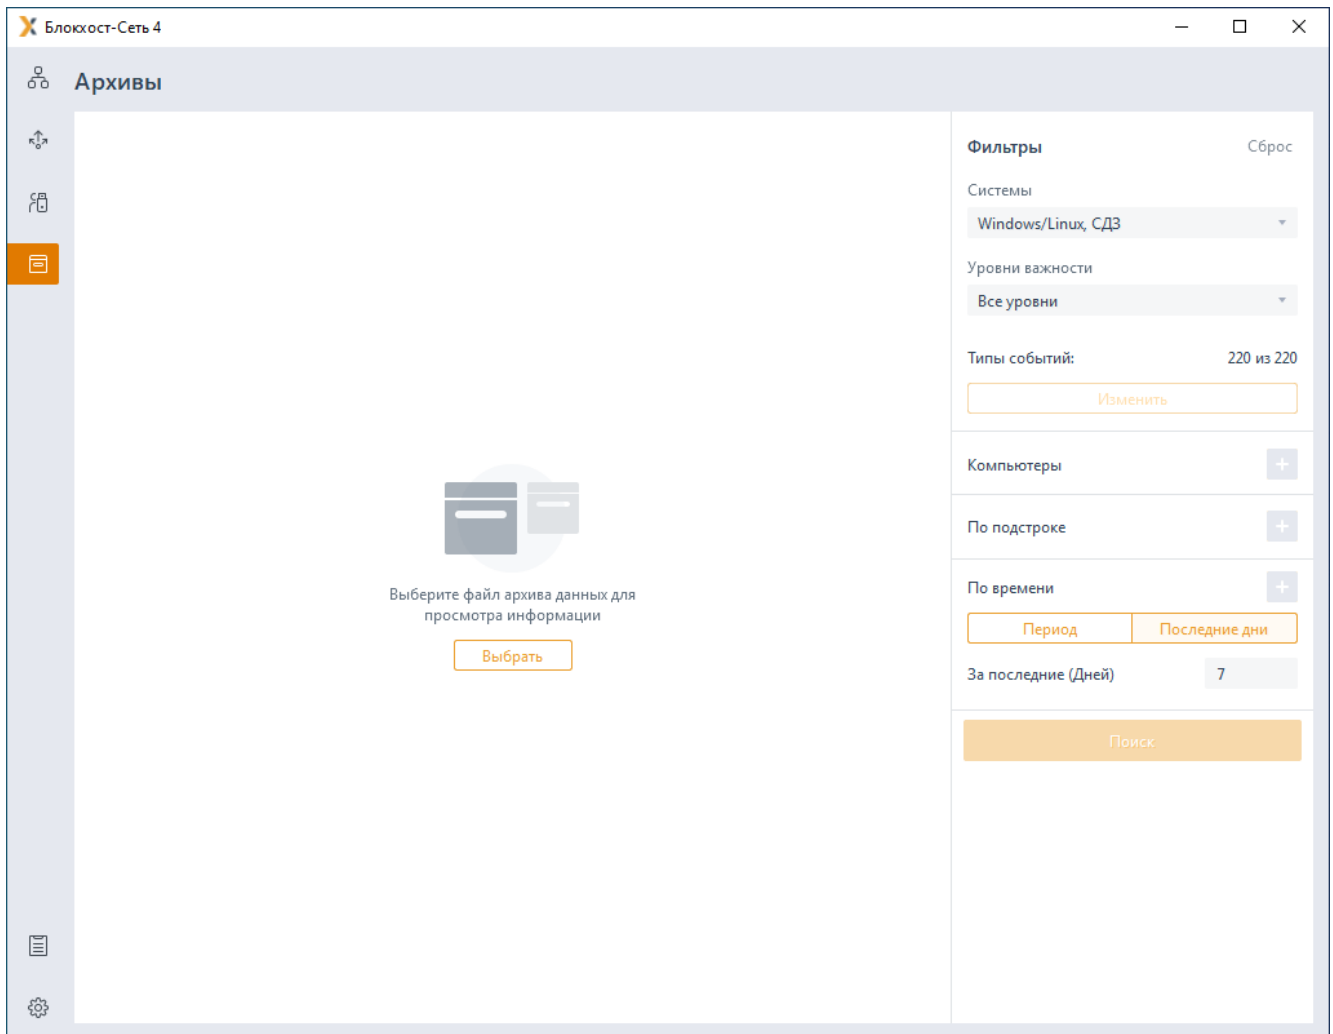 Блокхост-Сеть 4
Архивы
Выберите файл архива данных для
просмотра информации
Выбрать
Фильтры
Сброс
Системы
Windows/Linux, СДЗ
Уровни важности
Все уровни
Типы событий:
220 из 220
Изменить
Компьютеры
По подстроке
По времени
Период
Последние дни
За последние (Дней)
7
Поиск